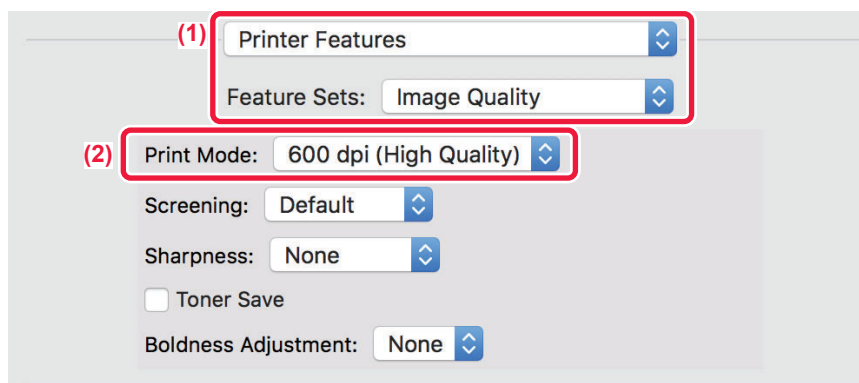 (1) Printer Features
Feature Sets: Image Quality
(2) Print Mode: 600 dpi (High Quality)
Screening: Default
Sharpness: None
Toner Save
Boldness Adjustment: None